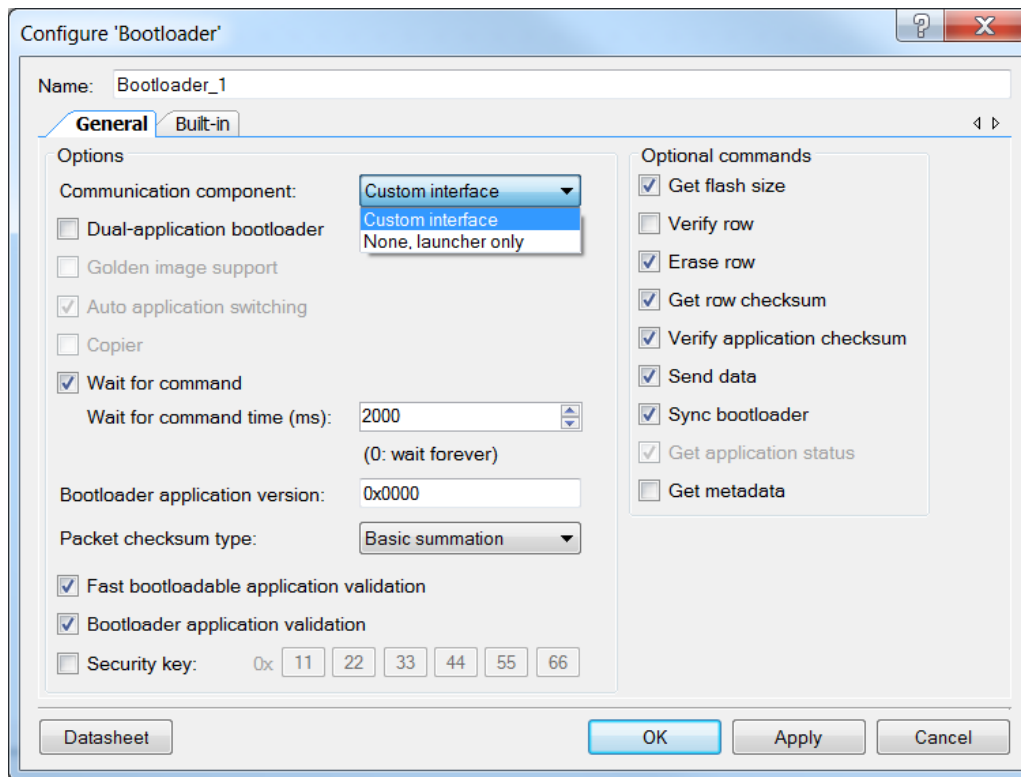 Configure 'Bootloader'
Name: Bootloader_1
General Built-in
Options
Communication component: Custom interface
Custom interface
None, launcher only
Dual-application bootloader
Golden image support
Auto application switching
Copier
Wait for command
Wait for command time (ms): 2000
(0: wait forever)
Bootloader application version: 0x0000
Packet checksum type: Basic summation
Fast bootloadable application validation
Bootloader application validation
Security key: 0x 11 22 33 44 55 66
Optional commands
Get flash size
Verify row
Erase row
Get row checksum
Verify application checksum
Send data
Sync bootloader
Get application status
Get metadata
Datasheet OK Apply Cancel